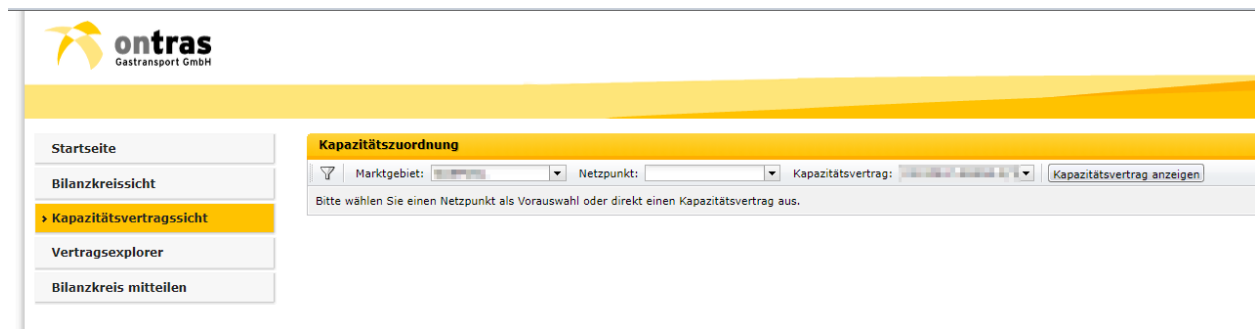 ontras
Gastransport GmbH
Startseite
Bilanzkreissicht
Kapazitätsvertragssicht
Vertragsexplorer
Bilanzkreis mitteilen
Kapazitätszuordnung
Marktgebiet: Netzpunkt: Kapazitätsvertrag: Kapazitätsvertrag anzeigen
Bitte wählen Sie einen Netzpunkt als Vorauswahl oder direkt einen Kapazitätsvertrag aus.